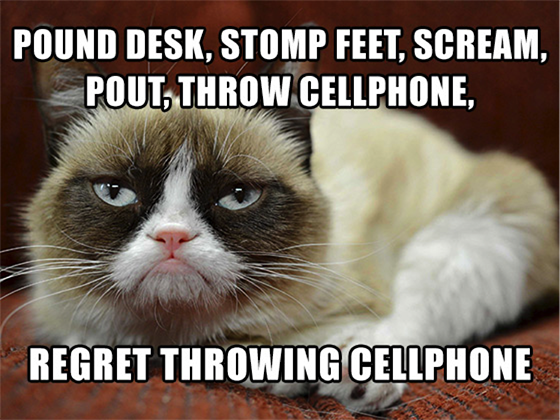 POUND DESK, STOMP FEET, SCREAM,
POUT, THROW CELLPHONE,
REGRET THROWING CELLPHONE